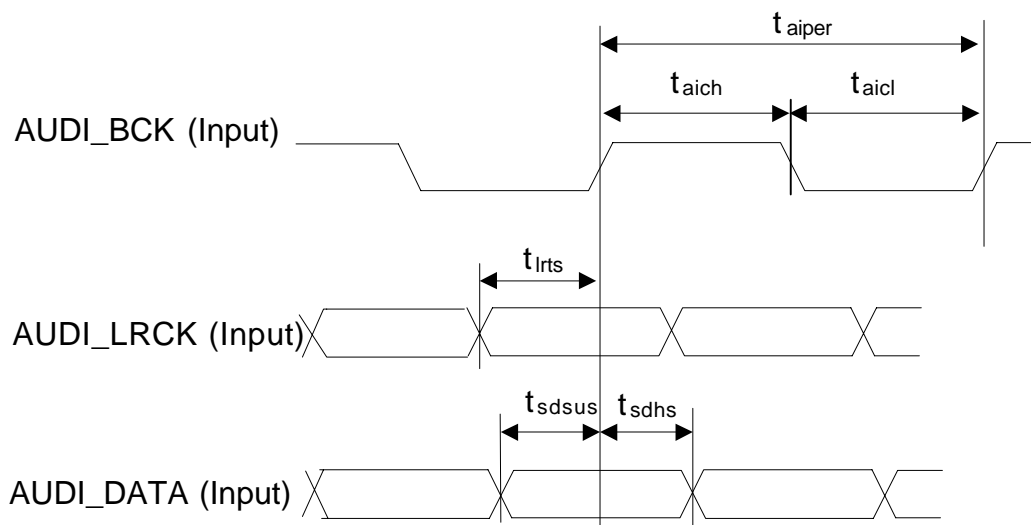 t aiper
t aich t aicl
AUDI_BCK (Input)
t lrts
AUDI_LRCK (Input)
t sdsus t sdhs
AUDI_DATA (Input)